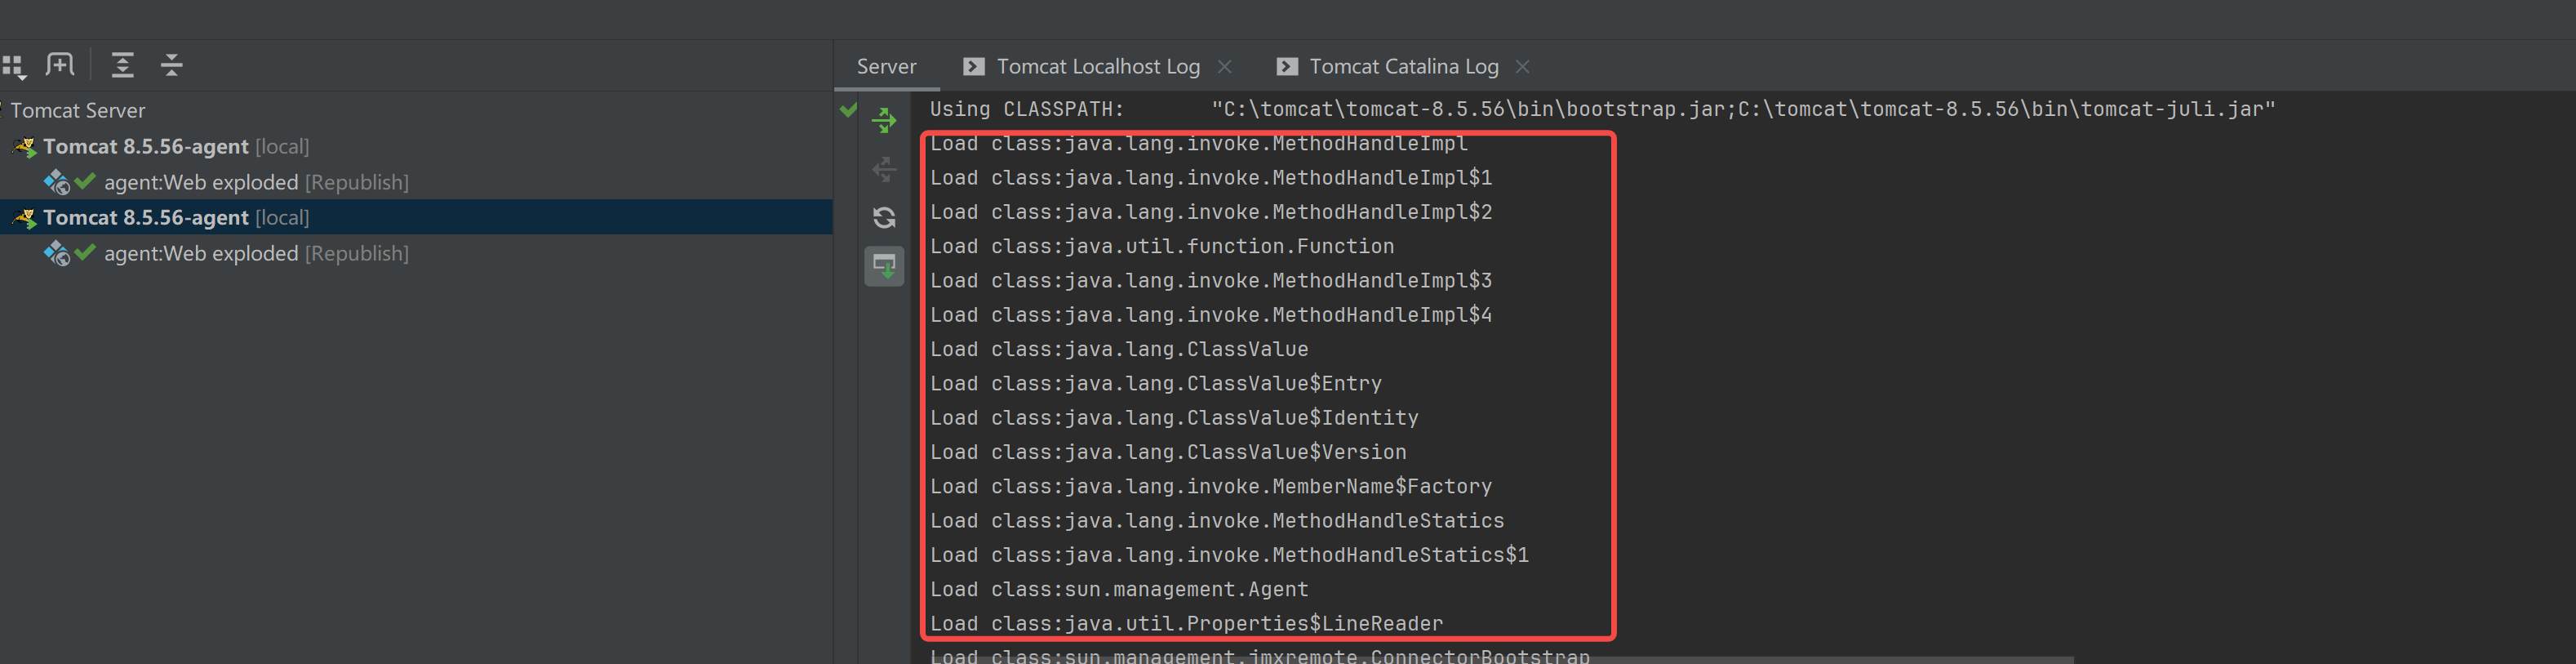 Server
Tomcat Localhost Log
Tomcat Catalina Log
Tomcat Server
Tomcat 8.5.56-agent [local]
agent:Web exploded [Republish]
Tomcat 8.5.56-agent [local]
agent:Web exploded [Republish]
Using CLASSPATH: "C:\tomcat\tomcat-8.5.56\bin\bootstrap.jar;C:\tomcat\tomcat-8.5.56\bin\tomcat-juli.jar"
Load class:java.lang.invoke.MethodHandleImpl
Load class:java.lang.invoke.MethodHandleImpl$1
Load class:java.lang.invoke.MethodHandleImpl$2
Load class:java.util.function.Function
Load class:java.lang.invoke.MethodHandleImpl$3
Load class:java.lang.invoke.MethodHandleImpl$4
Load class:java.lang.ClassValue
Load class:java.lang.ClassValue$Entry
Load class:java.lang.ClassValue$Identity
Load class:java.lang.ClassValue$Version
Load class:java.lang.invoke.MemberName$Factory
Load class:java.lang.invoke.MethodHandleStatics
Load class:java.lang.invoke.MethodHandleStatics$1
Load class:sun.management.Agent
Load class:java.util.Properties$LineReader
Load class:sun.management.jmxremote.ConnectorBootstrap